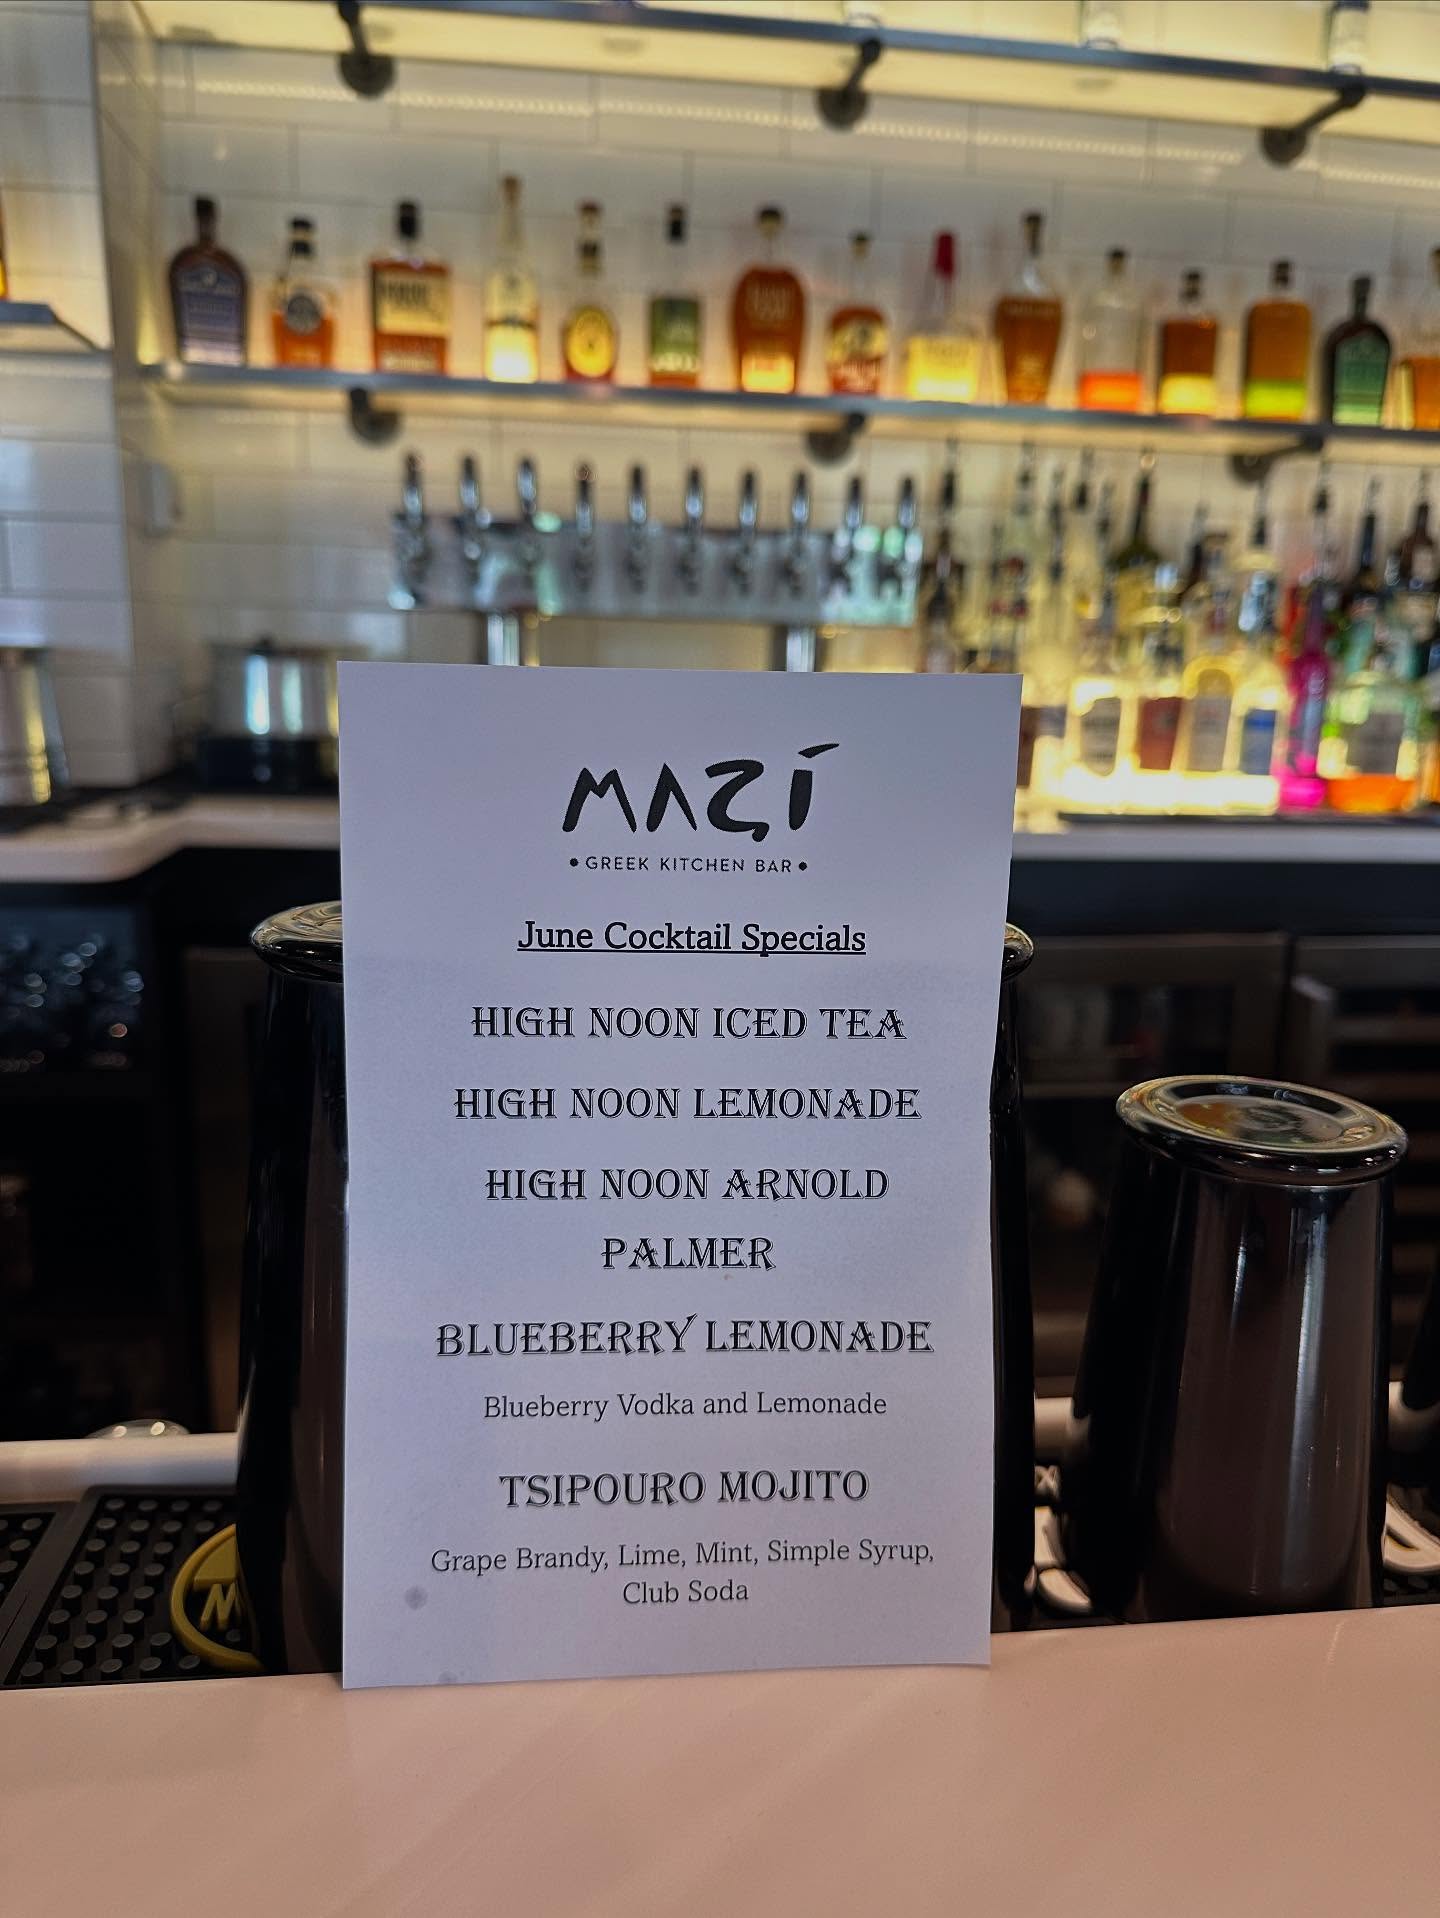 MAZÍ
• GREEK KITCHEN BAR •
June Cocktail Specials
HIGH NOON ICED TEA
HIGH NOON LEMONADE
HIGH NOON ARNOLD
PALMER
BLUEBERRY LEMONADE
Blueberry Vodka and Lemonade
TSIPOURO MOJITO
Grape Brandy, Lime, Mint, Simple Syrup,
Club Soda